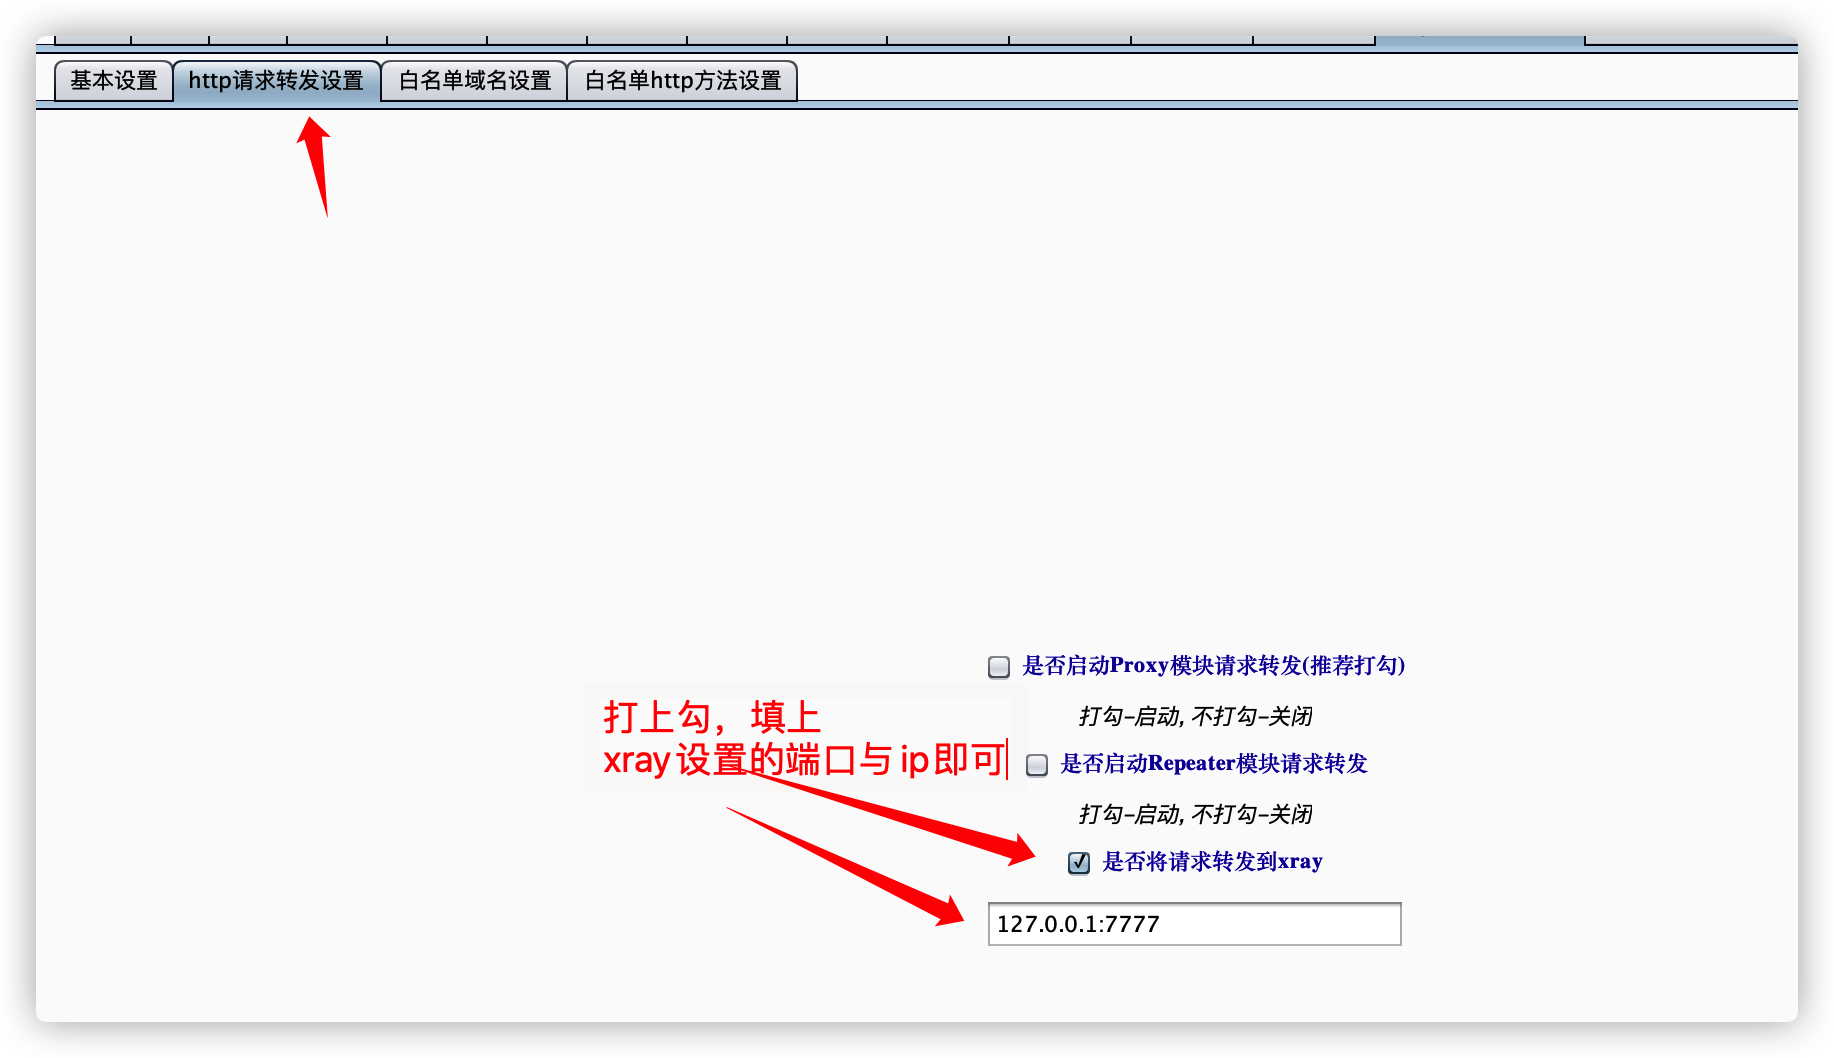 基本设置
http请求转发设置
白名单域名设置
白名单http方法设置
是否启动Proxy模块请求转发(推荐打勾)
打勾-启动, 不打勾-关闭
打上勾，填上
xray设置的端口与ip即可
是否启动Repeater模块请求转发
打勾-启动, 不打勾-关闭
是否将请求转发到xray
127.0.0.1:7777